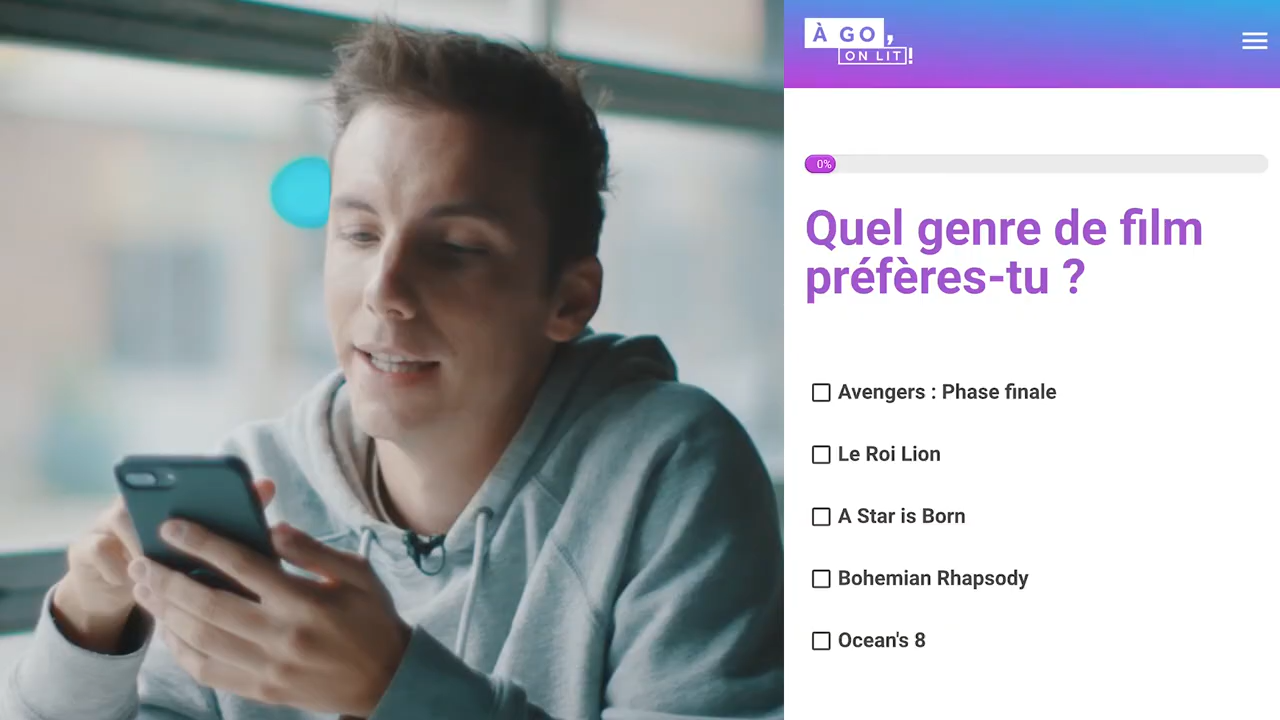 À GO,
ON LIT!
0%
Quel genre de film
préfères-tu ?
Avengers : Phase finale
Le Roi Lion
A Star is Born
Bohemian Rhapsody
Ocean's 8